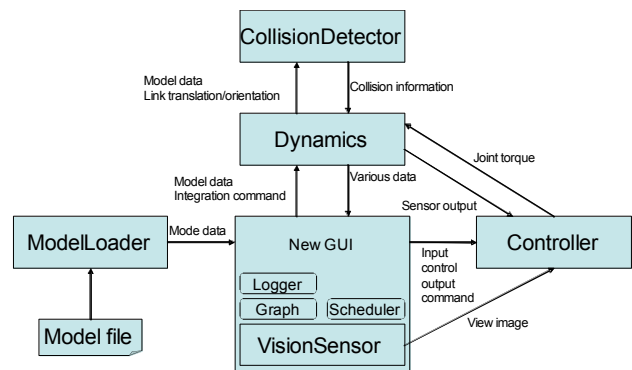 CollisionDetector
Model data
Link translation/orientation
Collision information
Dynamics
Joint torque
Model data
Integration command
Various data
Sensor output
ModelLoader
Mode data
New GUI
Controller
Input
control
output
command
Logger
Graph
Scheduler
View image
Model file
VisionSensor